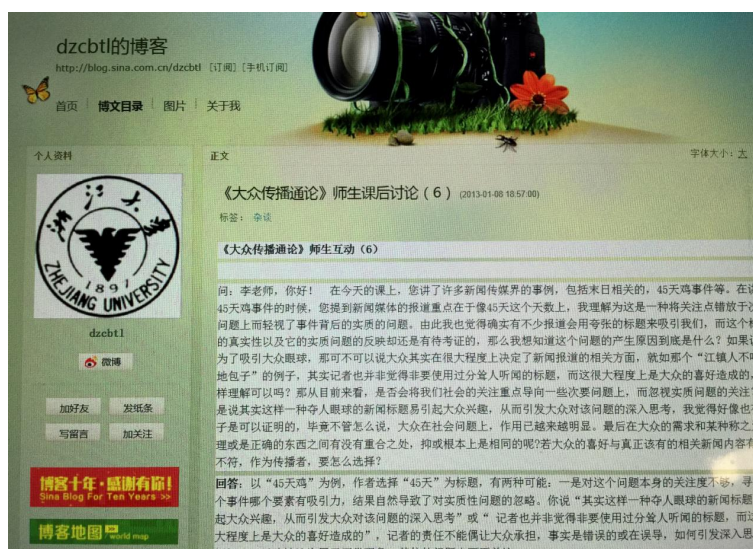 dzcbtl的博客
http://blog.sina.com.cn/dzcbtl [订阅] [手机订阅]
首页 博文目录 图片 关于我
个人资料
浙江大学
ZHEJIANG UNIVERSITY
1897
dzcbtl
微博
加好友 发纸条
写留言 加关注
博客十年·感谢有你!
Sina Blog For Ten Years >>
博客地图 world map
正文 字体大小：大
《大众传播通论》师生课后讨论（6） (2013-01-08 18:57:00)
标签： 杂谈
《大众传播通论》师生互动（6）
问：李老师，你好！ 在今天的课上，您讲了许多新闻传媒界的事例，包括末日相关的，45天鸡事件等。在谈
45天鸡事件的时候，您提到新闻媒体的报道重点在于像45天这个天数上，我理解为这是一种将关注点错放于次
问题上而轻视了事件背后的实质的问题。由此我也觉得确实有不少报道会用夸张的标题来吸引我们，而这个标
的真实性以及它的实质问题的反映却还是有待考证的，那么我想知道这个问题的产生原因到底是什么？如果说
为了吸引大众眼球，那可不可以说大众其实在很大程度上决定了新闻报道的相关方面，就如那个“江镇人不吃
地包子”的例子，其实记者也并非觉得非要使用过分耸人听闻的标题，而这很大程度上是大众的喜好造成的，
样理解可以吗？那从目前来看，是否会将我们社会的关注重点导向一些次要问题上，而忽视实质问题的关注？
是说其实这样一种夺人眼球的新闻标题易引起大众兴趣，从而引发大众对该问题的深入思考，我觉得好像也
子是可以证明的，毕竟不管怎么说，大众在社会问题上，作用已越来越明显。最后在大众的需求和某种称之
理或是正确的东西之间有没有重合之处，抑或根本上是相同的呢?若大众的喜好与真正该有的相关新闻内容有
不符，作为传播者，要怎么选择？
回答：以“45天鸡”为例，作者选择“45天”为标题，有两种可能：一是对这个问题本身的关注度不够，寻
个事件哪个要素有吸引力，结果自然导致了对实质性问题的忽略。你说“其实这样一种夺人眼球的新闻标题
起大众兴趣，从而引发大众对该问题的深入思考”或“ 记者也并非觉得非要使用过分耸人听闻的标题，而这
大程度上是大众的喜好造成的”，记者的责任不能偶让大众承担，事实是错误的或在误导，如何引发深入思